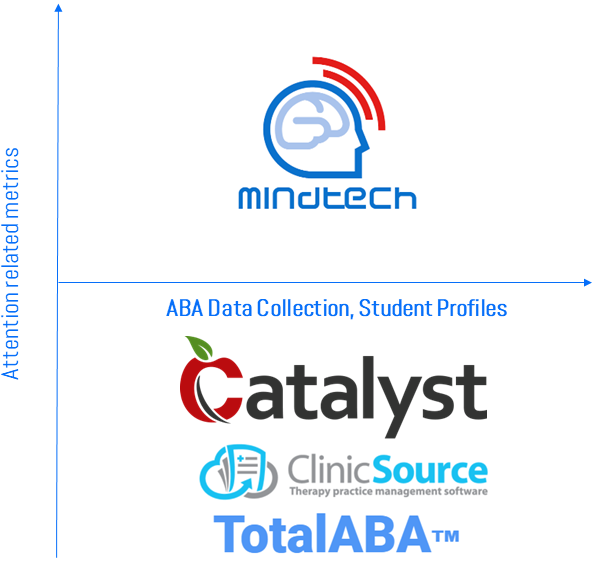 Attention related metrics
mindtech
ABA Data Collection, Student Profiles
Catalyst
ClinicSource
Therapy practice management software
TotalABA™